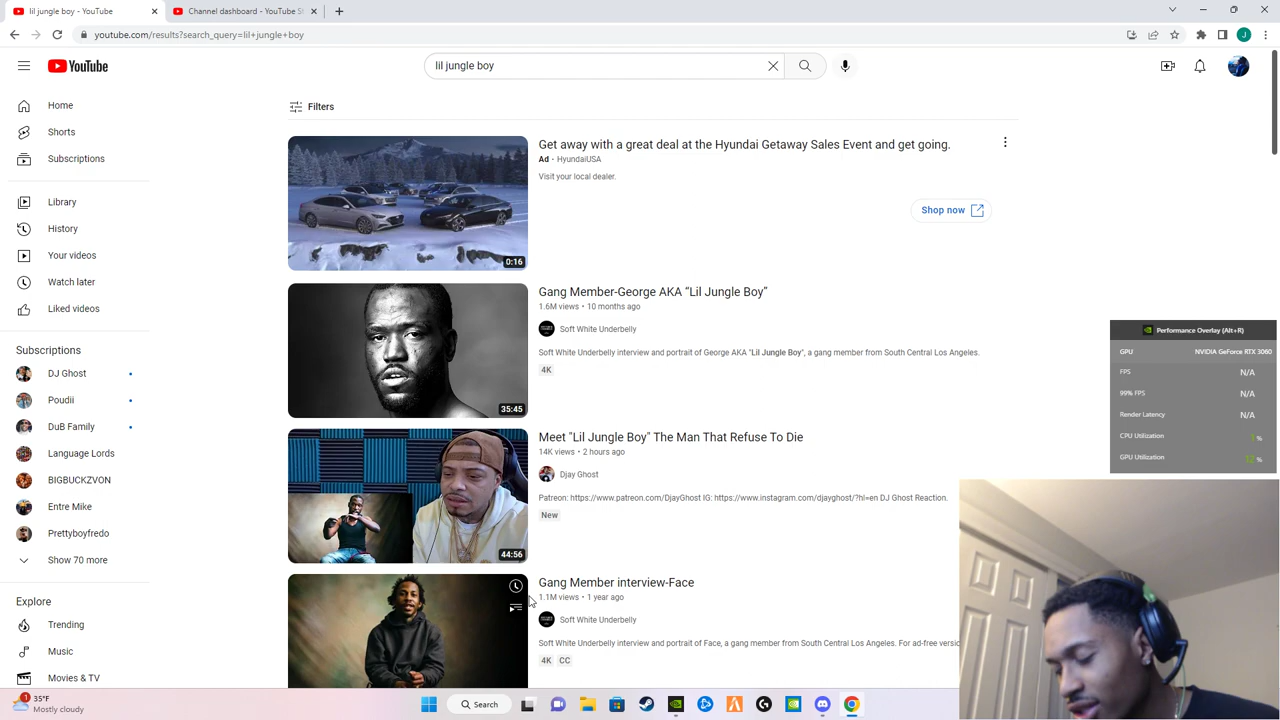 lil jungle boy - YouTube
Channel dashboard - YouTube St
youtube.com/results?search_query=lil+jungle+boy
J
YouTube
lil jungle boy
Home
Shorts
Subscriptions
Library
History
Your videos
Watch later
Liked videos
Subscriptions
DJ Ghost
Poudii
DuB Family
Language Lords
BIGBUCKZVON
Entre Mike
Prettyboyfredo
Show 70 more
Explore
Trending
Music
Movies & TV
Filters
Get away with a great deal at the Hyundai Getaway Sales Event and get going.
Ad · HyundaiUSA
Visit your local dealer.
Shop now
0:16
Gang Member-George AKA “Lil Jungle Boy”
1.6M views • 10 months ago
Soft White Underbelly
Soft White Underbelly interview and portrait of George AKA "Lil Jungle Boy", a gang member from South Central Los Angeles.
4K
35:45
Meet "Lil Jungle Boy" The Man That Refuse To Die
14K views • 2 hours ago
Djay Ghost
Patreon: https://www.patreon.com/DjayGhost IG: https://www.instagram.com/djayghost/?hl=en DJ Ghost Reaction.
New
44:56
Gang Member interview-Face
1.1M views • 1 year ago
Soft White Underbelly
Soft White Underbelly interview and portrait of Face, a gang member from South Central Los Angeles. For ad-free versio
4K CC
Performance Overlay (Alt+R)
GPU NVIDIA GeForce RTX 3060
FPS N/A
99% FPS N/A
Render Latency N/A
CPU Utilization %
GPU Utilization %
1
35°F
Mostly cloudy
Search